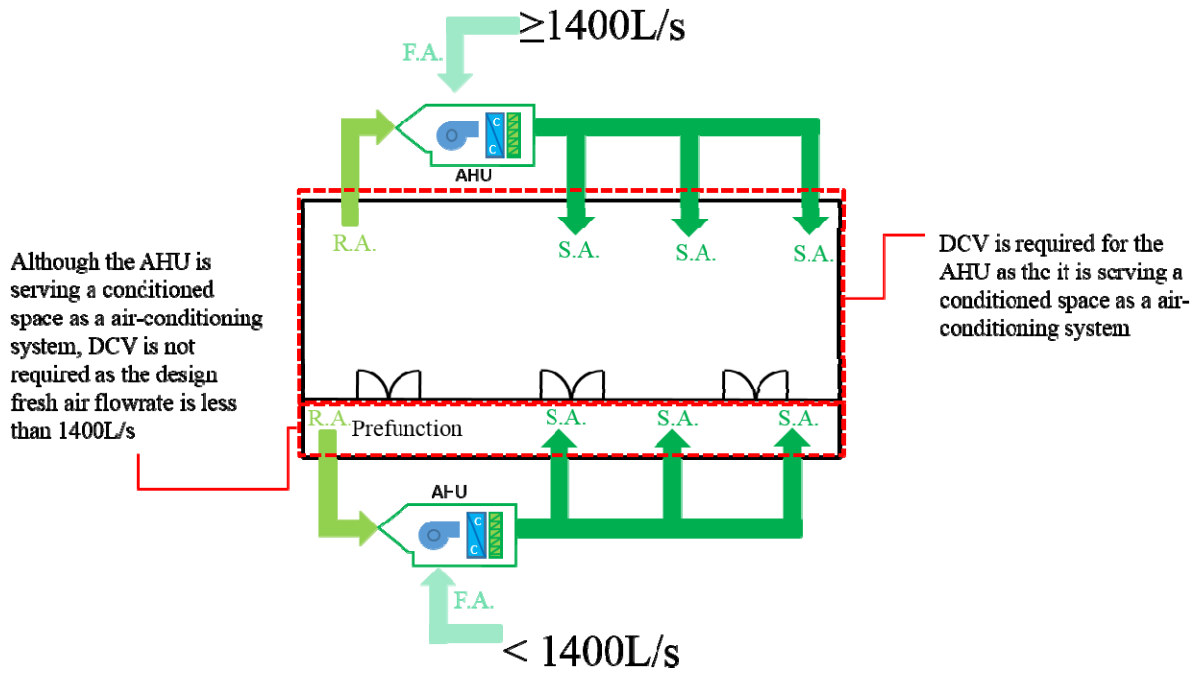 ≥1400L/s
F.A.
C
C
AHU
R.A.
S.A.
S.A.
S.A.
Although the AHU is
serving a conditioned
space as a air-conditioning
system, DCV is not
required as the design
fresh air flowrate is less
than 1400L/s
DCV is required for the
AHU as the it is serving a
conditioned space as a air-
conditioning system
R.A.
Prefunction
S.A.
S.A.
S.A.
AHU
C
C
F.A.
< 1400L/s